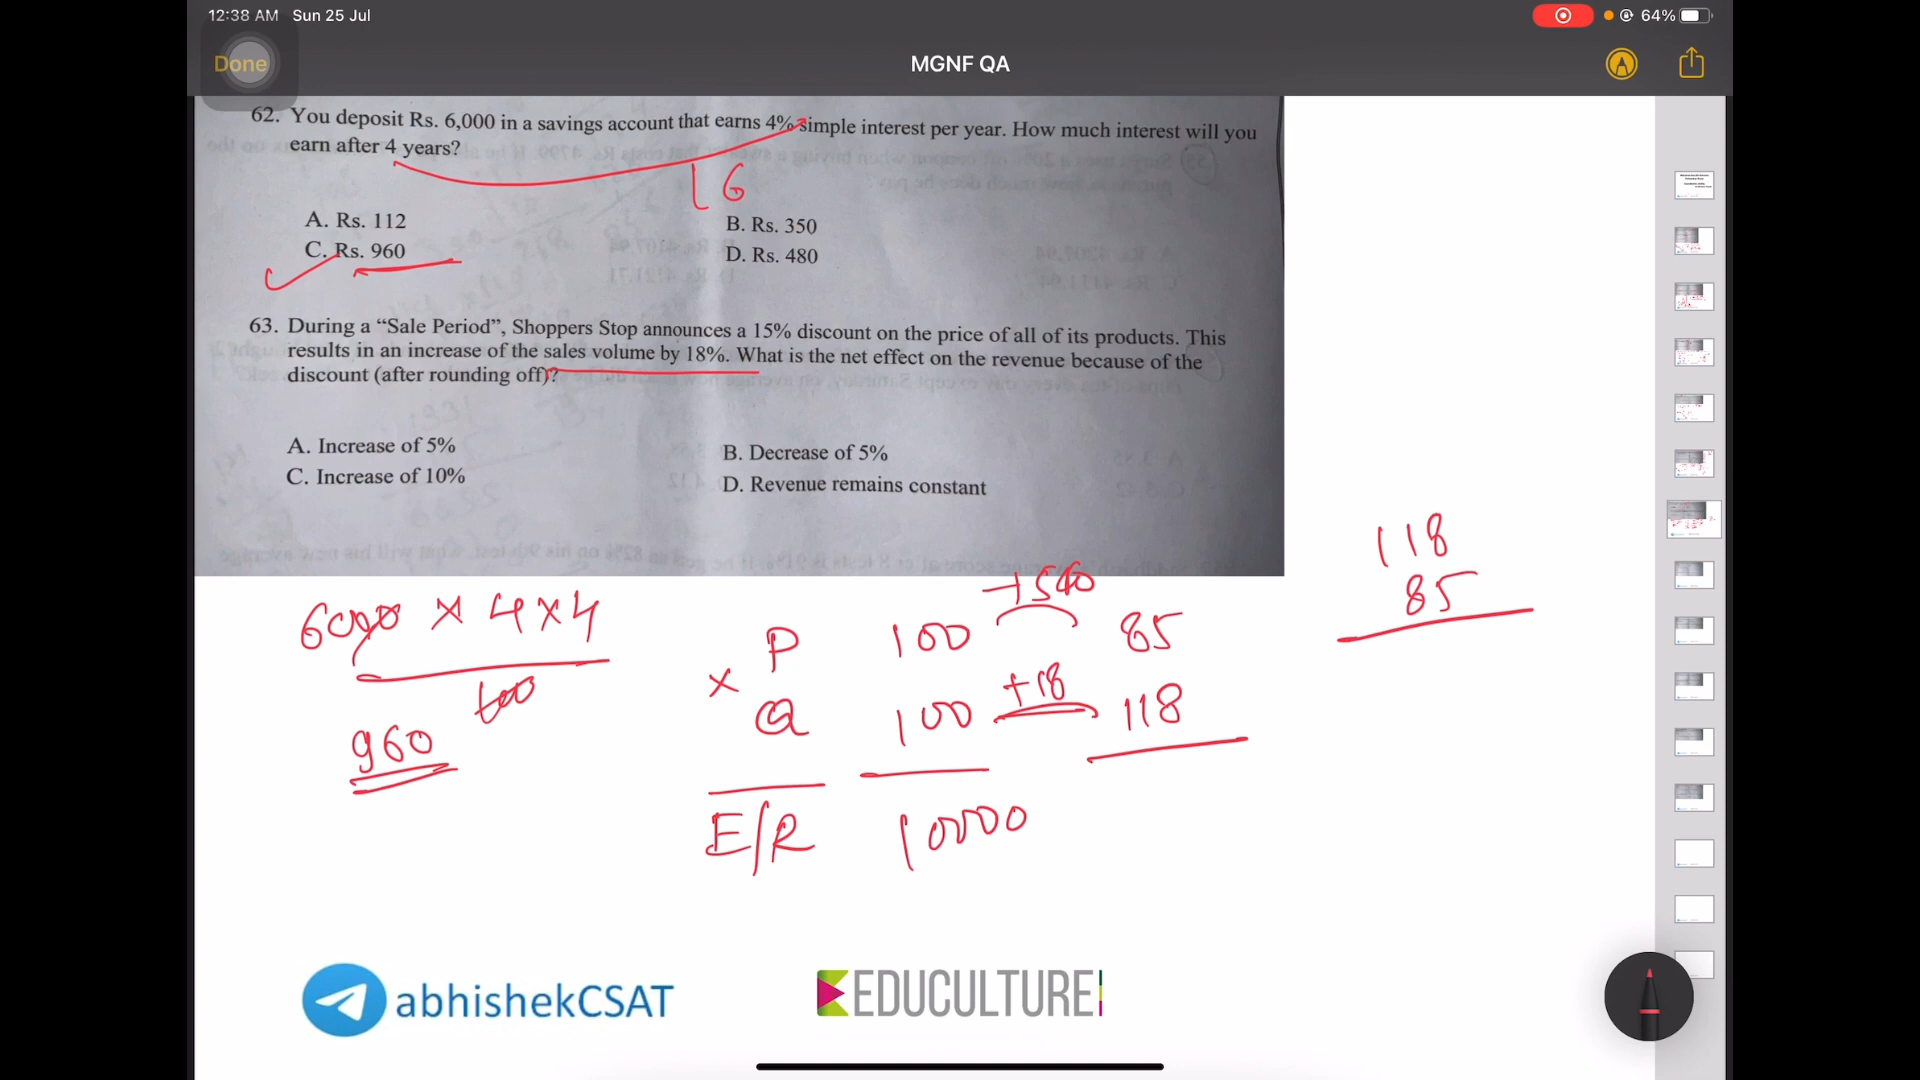 12:38 AM Sun 25 Jul
64%
Done
MGNF QA
62. You deposit Rs. 6,000 in a savings account that earns 4% simple interest per year. How much interest will you
earn after 4 years?
16
A. Rs. 112
B. Rs. 350
C. Rs. 960
D. Rs. 480
63. During a “Sale Period”, Shoppers Stop announces a 15% discount on the price of all of its products. This
results in an increase of the sales volume by 18%. What is the net effect on the revenue because of the
discount (after rounding off)?
A. Increase of 5%
B. Decrease of 5%
C. Increase of 10%
D. Revenue remains constant
118
85
6000 × 4 × 4
100
960
P 100 85
× Q 100 +18 118
E/R 10000
abhishekCSAT
EDUCULTURE